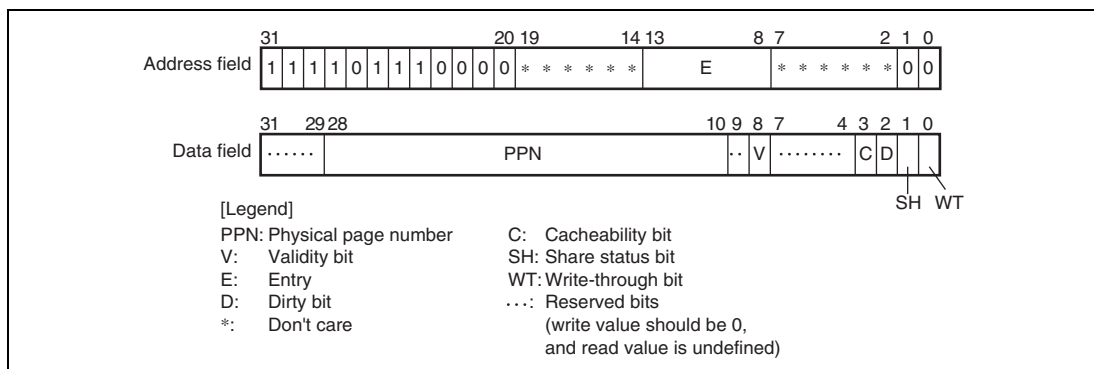 31 20 19 14 13 8 7 2 1 0
Address field 1 1 1 1 0 1 1 1 0 0 0 0 * * * * * * E * * * * * * 0 0
31 29 28 10 9 8 7 4 3 2 1 0
Data field ······ PPN ·· V ········ C D
SH WT
[Legend]
PPN: Physical page number C: Cacheability bit
V: Validity bit SH: Share status bit
E: Entry WT: Write-through bit
D: Dirty bit ···: Reserved bits
*: Don't care (write value should be 0,
and read value is undefined)